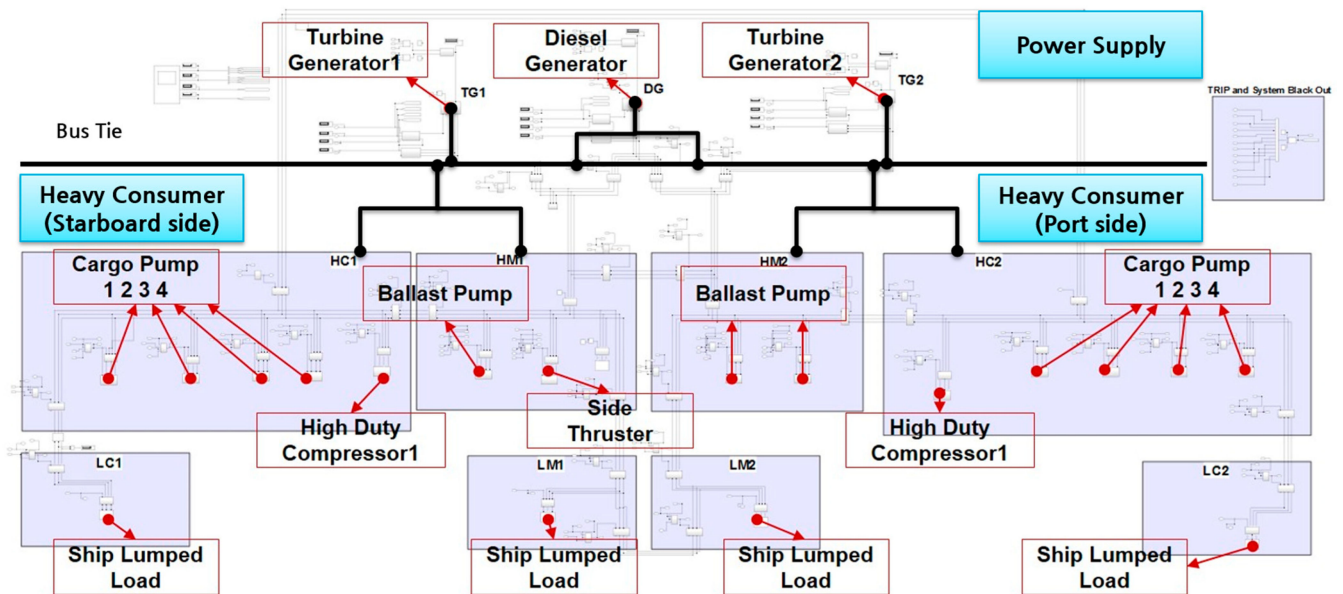 Turbine
Generator1
Diesel
Generator
Turbine
Generator2
Power Supply
TG1
DG
TG2
TRIP and System Black Out
Bus Tie
Heavy Consumer
(Starboard side)
Heavy Consumer
(Port side)
HC1
HM1
HM2
HC2
Cargo Pump
1 2 3 4
Ballast Pump
Ballast Pump
Cargo Pump
1 2 3 4
High Duty
Compressor1
Side
Thruster
High Duty
Compressor1
LC1
LM1
LM2
LC2
Ship Lumped
Load
Ship Lumped
Load
Ship Lumped
Load
Ship Lumped
Load